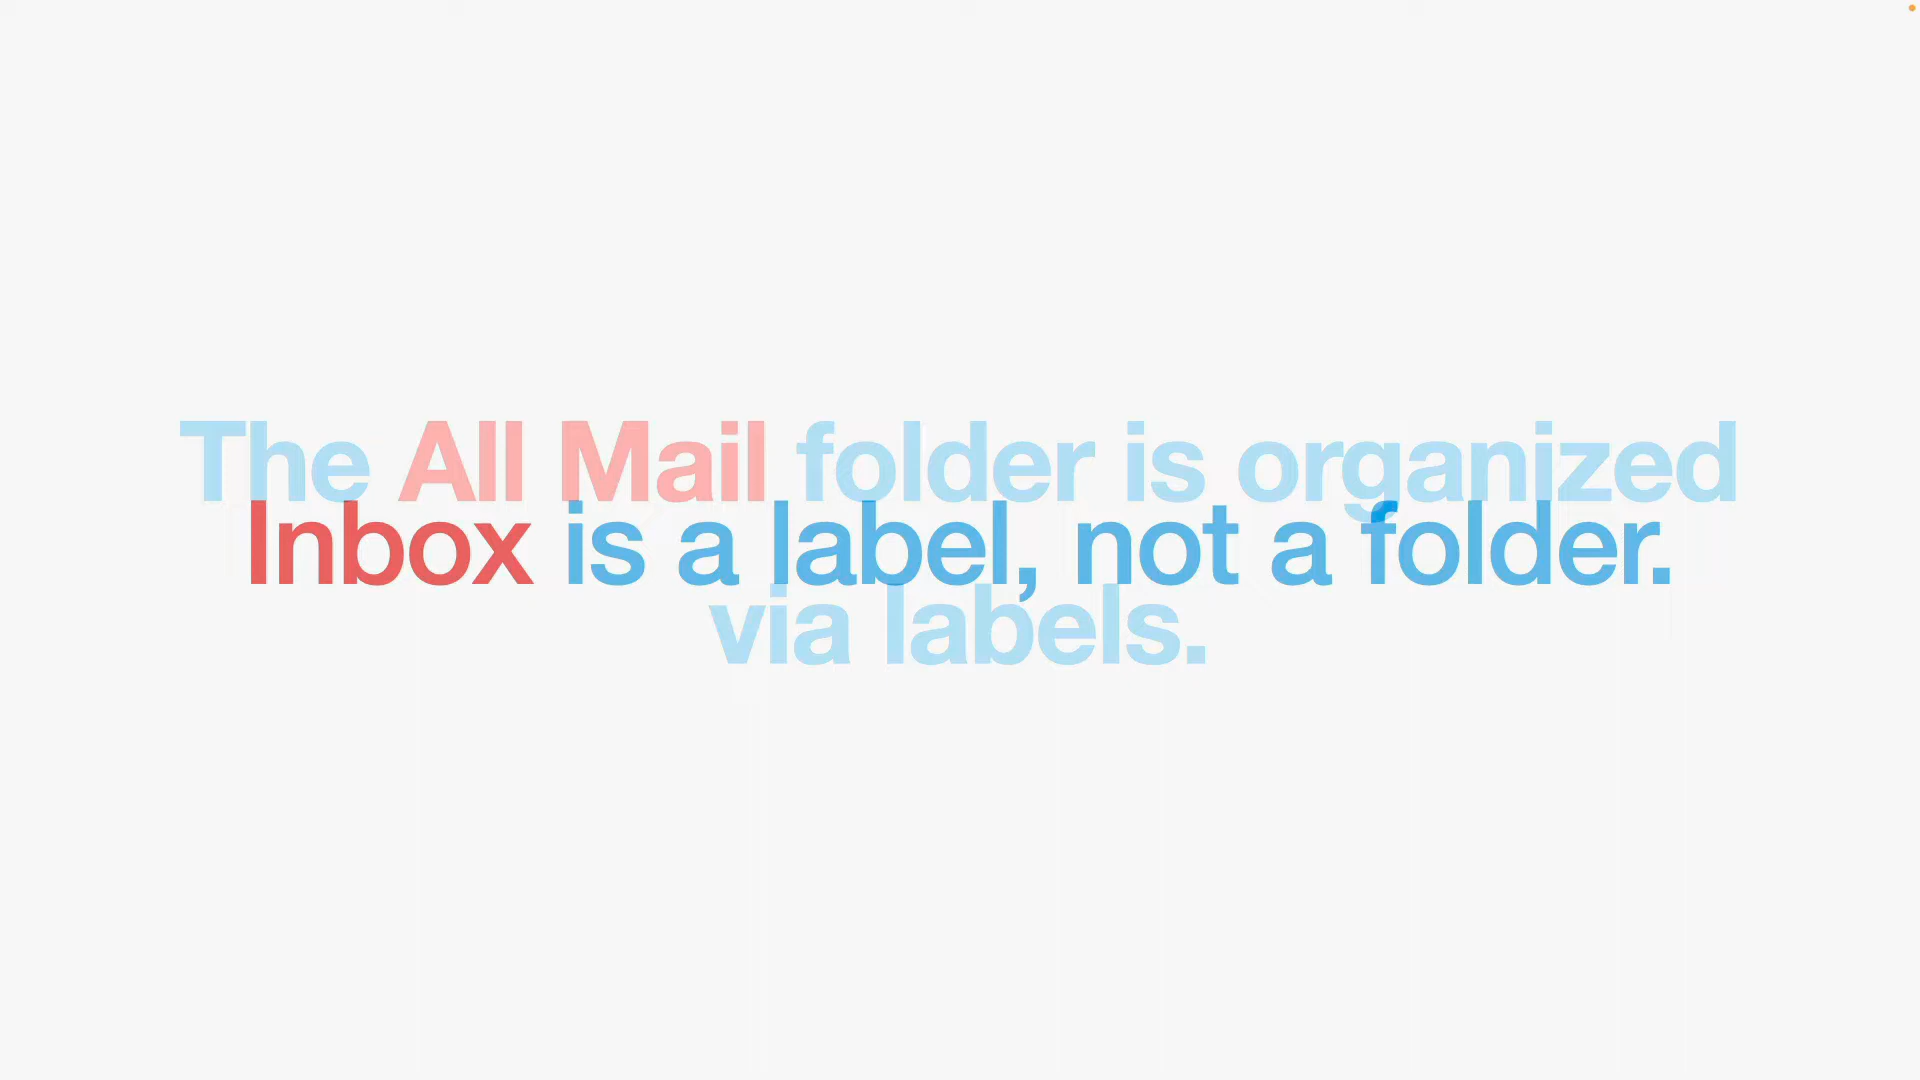 The All Mail folder is organized
Inbox is a label, not a folder.
via labels.